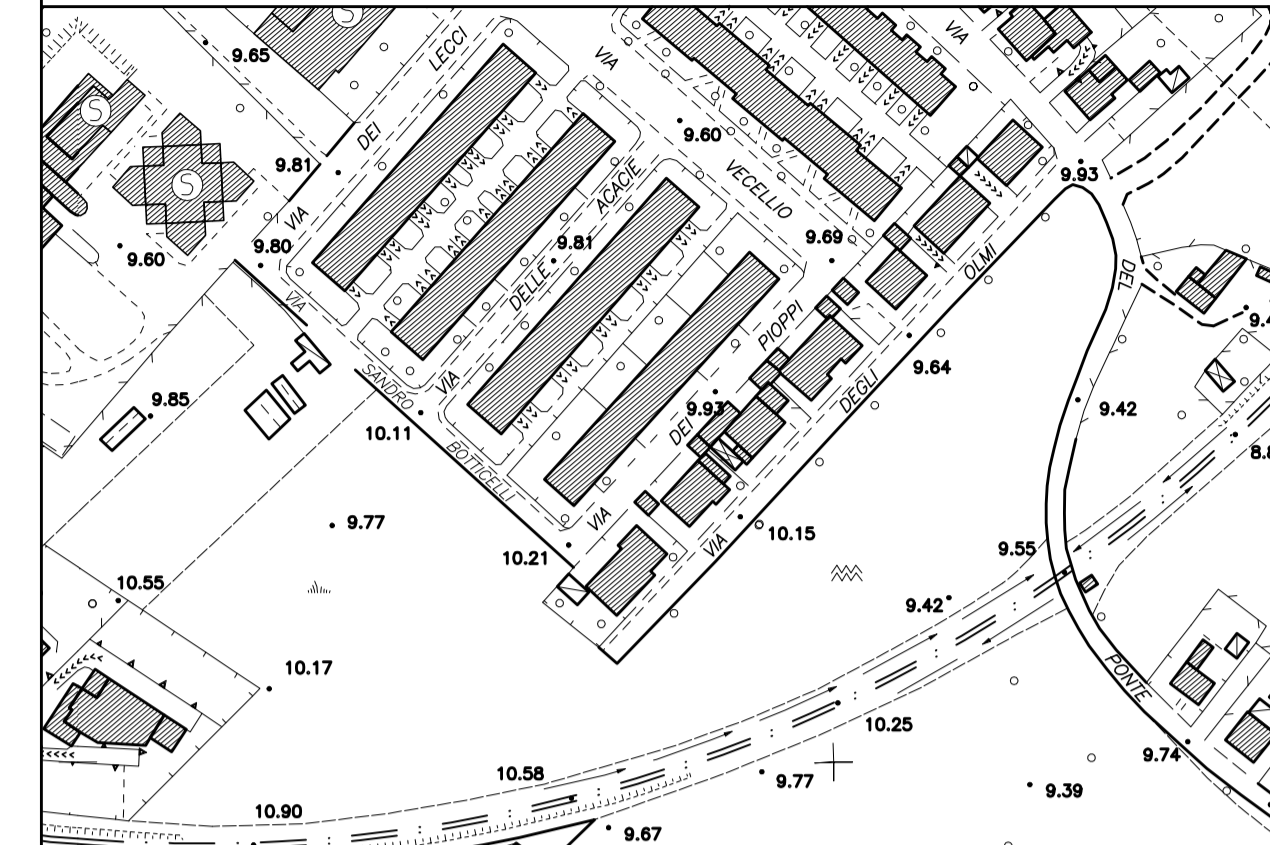 S
9.65
VIA DEI LECCI
VIA VECELLIO
VIA
S
9.60
9.81
S
9.93
VIA DELLE ACACIE
9.80
9.60
9.81
9.69
VIA DEGLI OLMI
DEL PONTE
VIA DEI PIOPPI
VIA SANDRO BOTTICELLI
9.64
9.85
9.93
9.42
10.11
9.77
10.15
10.21
9.55
10.55
9.42
10.17
10.25
9.74
10.58
9.77
9.39
10.90
9.67